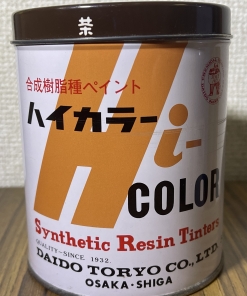 茶
合成樹脂種ペイント
ハイカラー
Hi-
COLOR
Synthetic Resin Tinters
QUALITY-SINCE 1932
DAIDO TORYO CO., LTD.
OSAKA・SHIGA